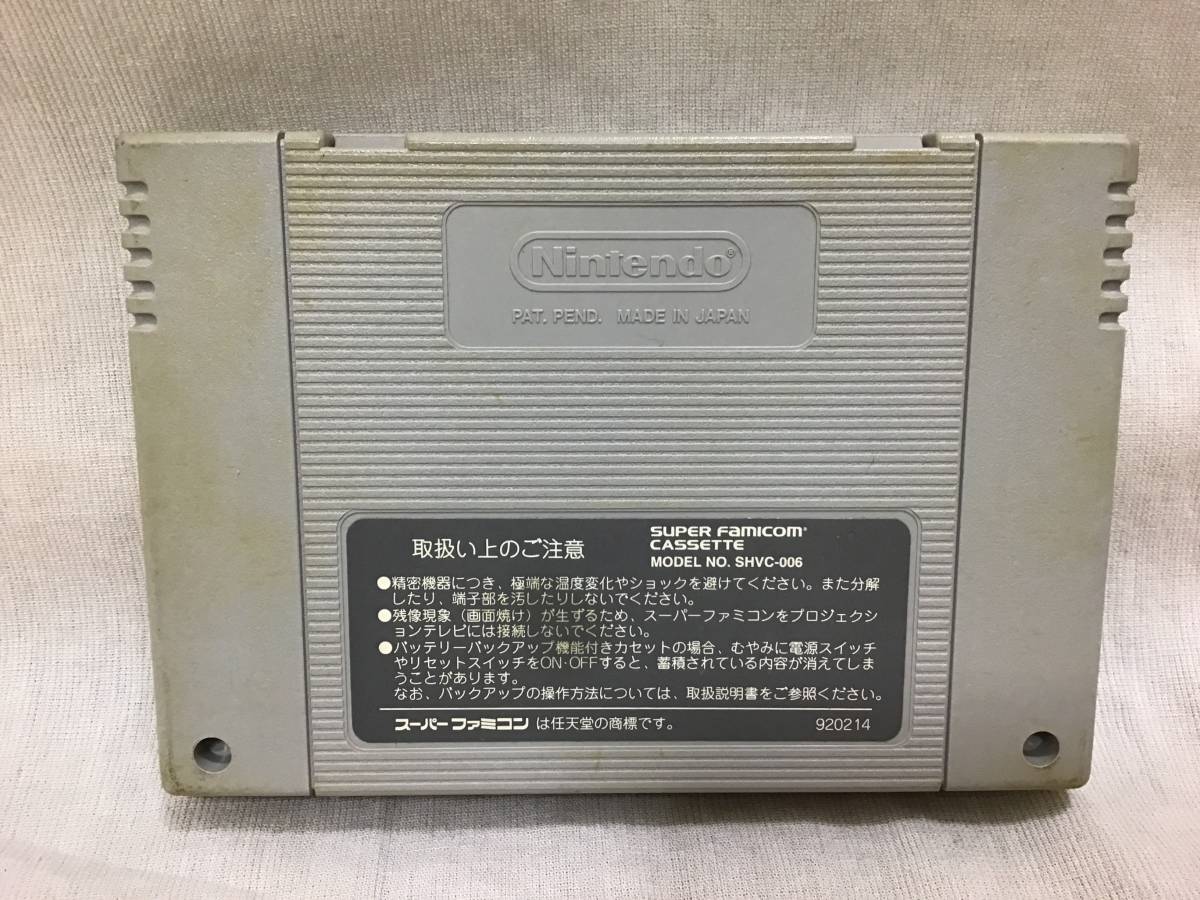 Nintendo®
PAT. PEND. MADE IN JAPAN
取扱い上のご注意
SUPER FAMICOM®
CASSETTE
MODEL NO. SHVC-006
●精密機器につき、極端な温度変化やショックを避けてください。また分解
したり、端子部を汚したりしないでください。
●残像現象(画面焼け)が生ずるため、スーパーファミコンをプロジェクシ
ョンテレビには接続しないでください。
●バッテリーバックアップ機能付きカセットの場合、むやみに電源スイッチ
やリセットスイッチをON・OFFすると、蓄積されている内容が消えてしま
うことがあります。
なお、バックアップの操作方法については、取扱説明書をご参照ください。
スーパーファミコンは任天堂の商標です。
920214